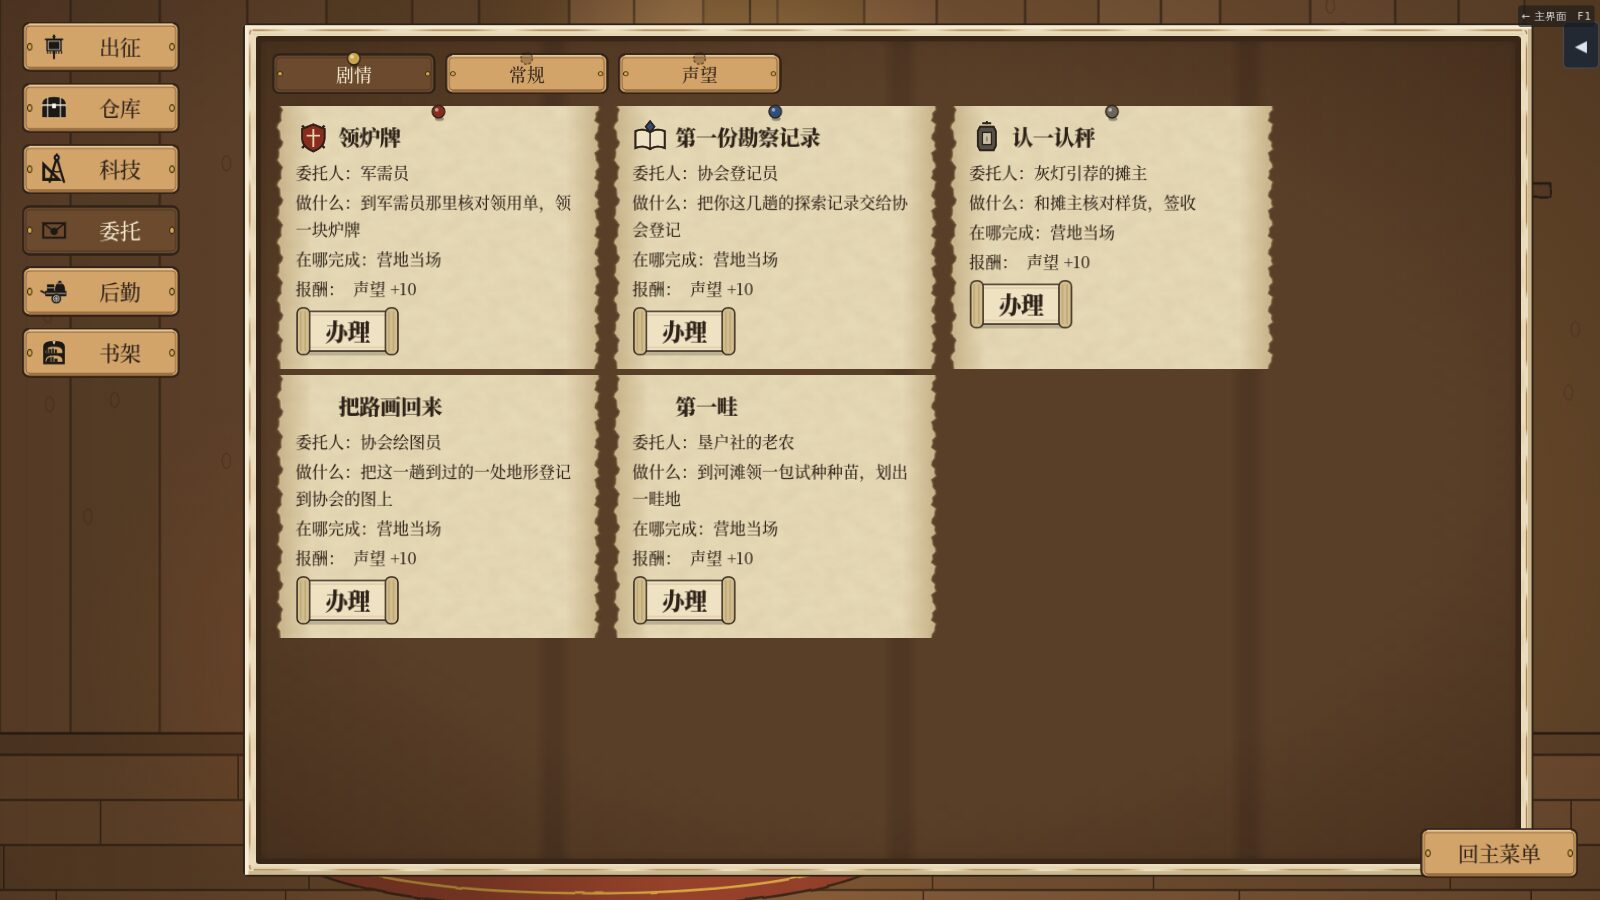 出征
仓库
科技
委托
后勤
书架
← 主界面 F1
剧情
常规
声望
领炉牌
委托人：军需员
做什么：到军需员那里核对领用单，领
一块炉牌
在哪完成：营地当场
报酬： 声望 +10
办理
第一份勘察记录
委托人：协会登记员
做什么：把你这几趟的探索记录交给协
会登记
在哪完成：营地当场
报酬： 声望 +10
办理
认一认秤
委托人：灰灯引荐的摊主
做什么：和摊主核对样货，签收
在哪完成：营地当场
报酬： 声望 +10
办理
把路画回来
委托人：协会绘图员
做什么：把这一趟到过的一处地形登记
到协会的图上
在哪完成：营地当场
报酬： 声望 +10
办理
第一畦
委托人：垦户社的老农
做什么：到河滩领一包试种种苗，划出
一畦地
在哪完成：营地当场
报酬： 声望 +10
办理
回主菜单